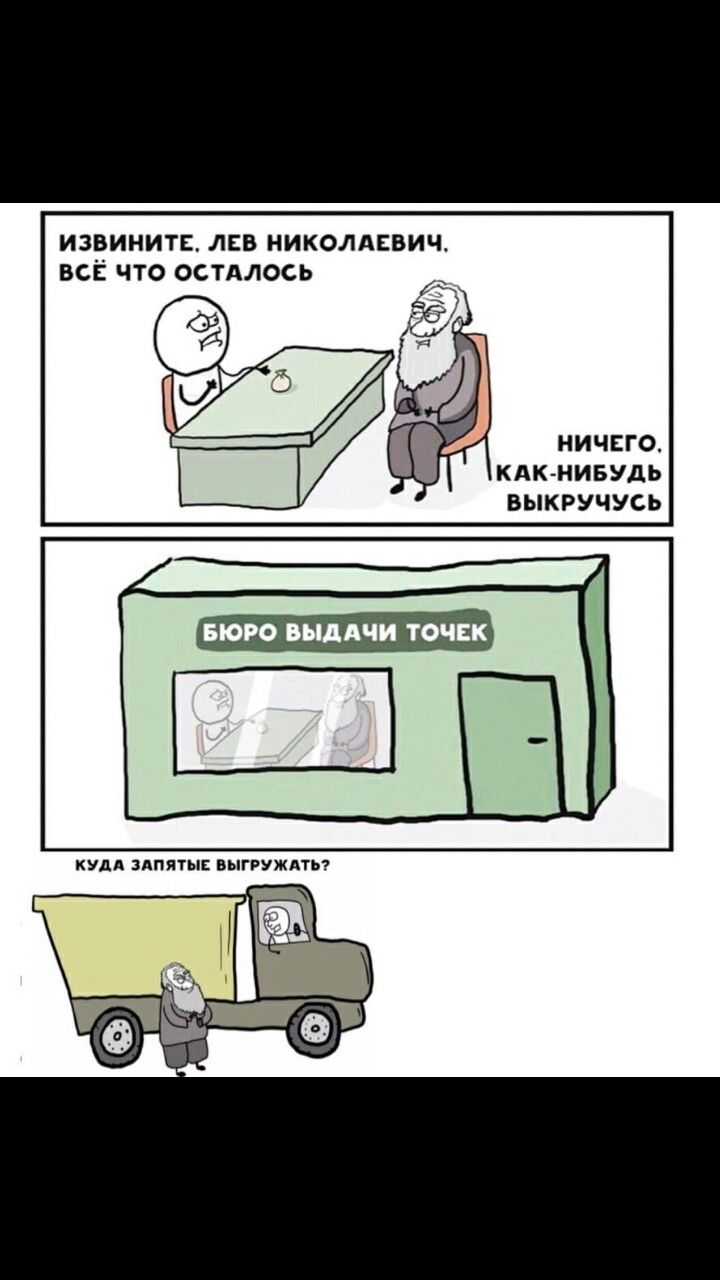 ИЗВИНИТЕ, ЛЕВ НИКОЛАЕВИЧ,
ВСЁ ЧТО ОСТАЛОСЬ
НИЧЕГО,
КАК-НИБУДЬ
ВЫКРУЧУСЬ
БЮРО ВЫДАЧИ ТОЧЕК
КУДА ЗАПЯТЫЕ ВЫГРУЖАТЬ?